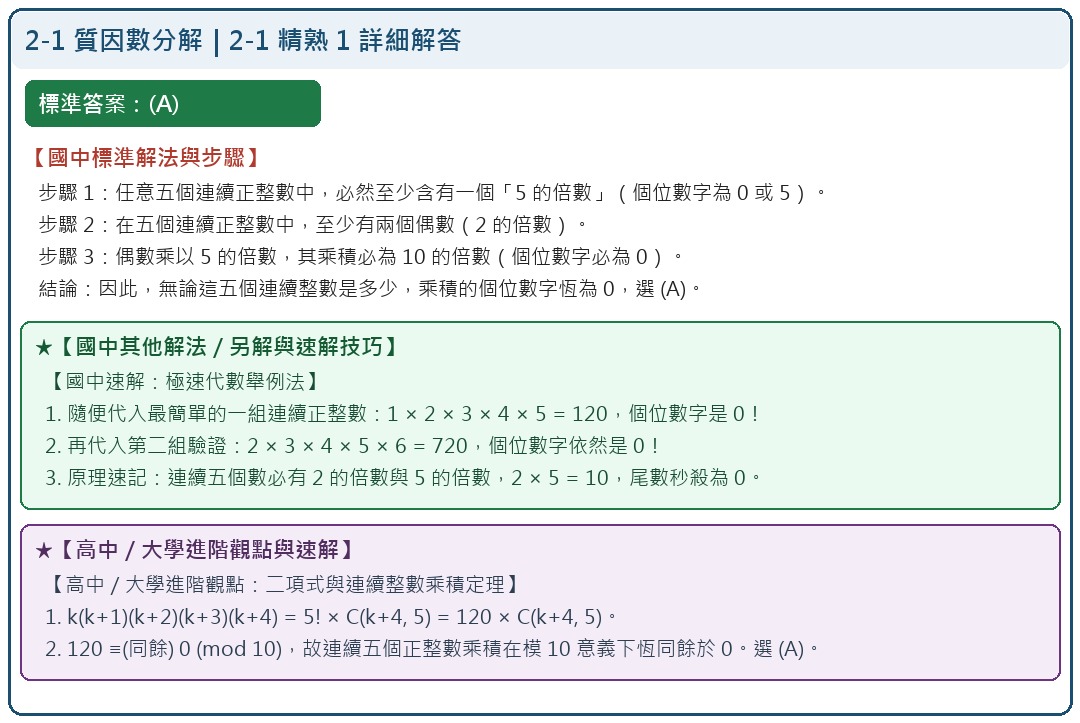 2-1 質因數分解 | 2-1 精熟 1 詳細解答
標準答案：(A)
【國中標準解法與步驟】
步驟 1：任意五個連續正整數中，必然至少含有一個「5 的倍數」（個位數字為 0 或 5）。
步驟 2：在五個連續正整數中，至少有兩個偶數（2 的倍數）。
步驟 3：偶數乘以 5 的倍數，其乘積必為 10 的倍數（個位數字必為 0）。
結論：因此，無論這五個連續整數是多少，乘積的個位數字恆為 0，選 (A)。
★【國中其他解法 / 另解與速解技巧】
【國中速解：極速代數舉例法】
1. 隨便代入最簡單的一組連續正整數：1 × 2 × 3 × 4 × 5 = 120，個位數字是 0！
2. 再代入第二組驗證：2 × 3 × 4 × 5 × 6 = 720，個位數字依然是 0！
3. 原理速記：連續五個數必有 2 的倍數與 5 的倍數，2 × 5 = 10，尾數秒殺為 0。
★【高中 / 大學進階觀點與速解】
【高中 / 大學進階觀點：二項式與連續整數乘積定理】
1. k(k+1)(k+2)(k+3)(k+4) = 5! × C(k+4, 5) = 120 × C(k+4, 5)。
2. 120 ≡(同餘) 0 (mod 10)，故連續五個正整數乘積在模 10 意義下恆同餘於 0。選 (A)。